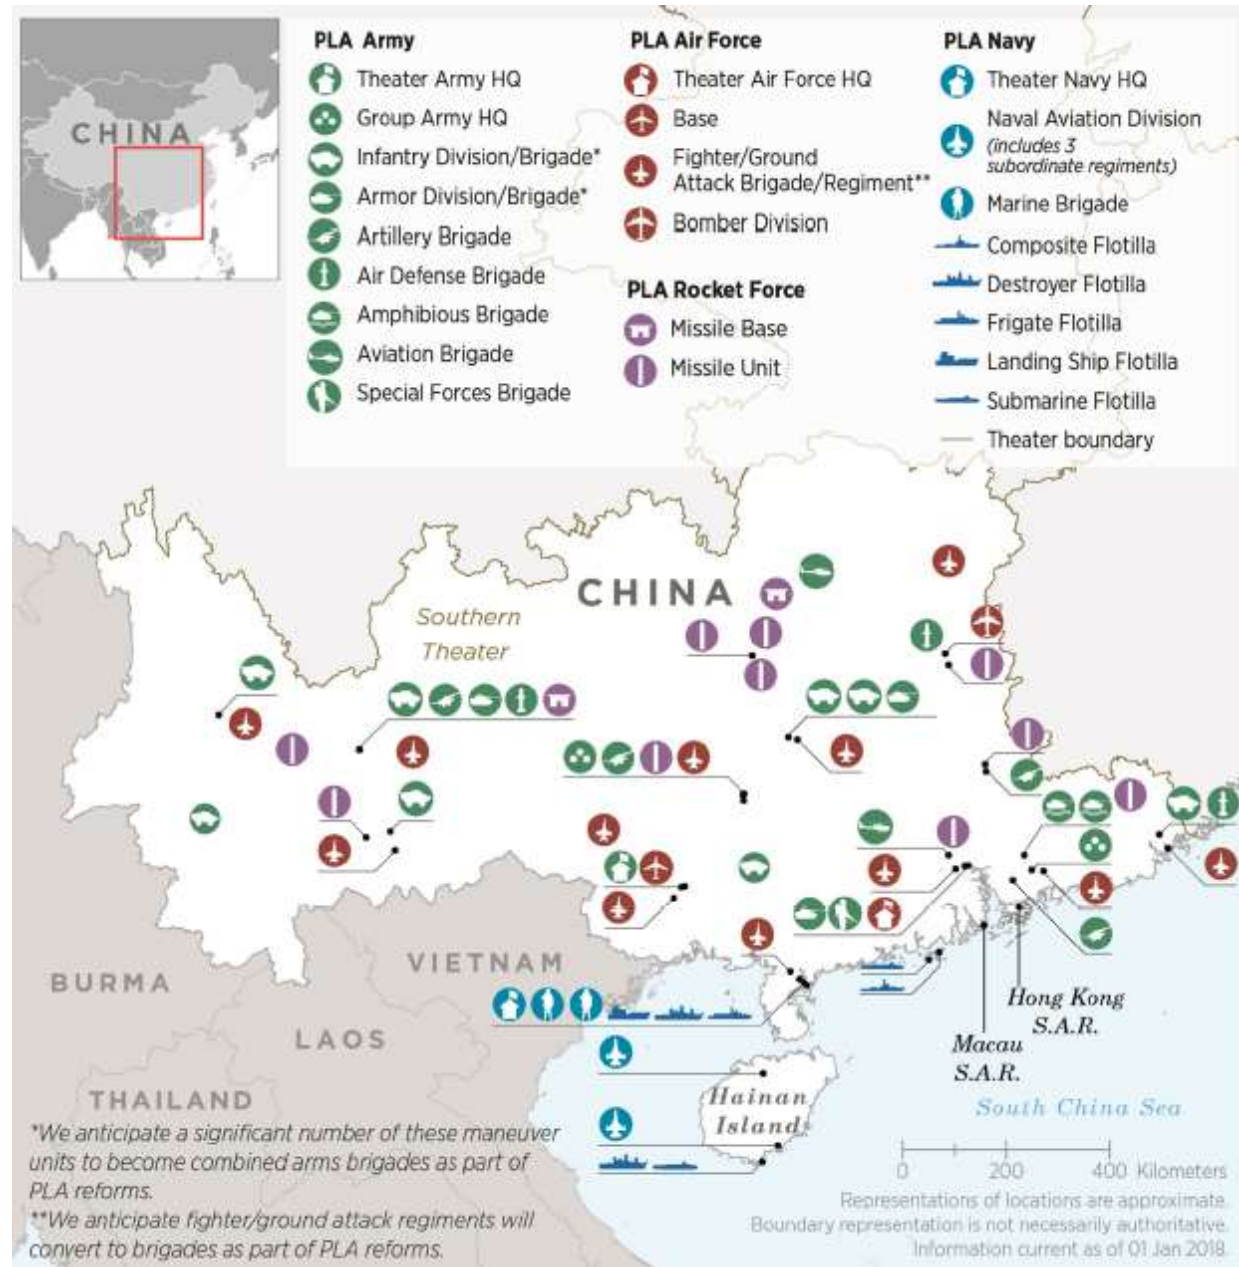 CHINA
PLA Army
Theater Army HQ
Group Army HQ
Infantry Division/Brigade*
Armor Division/Brigade*
Artillery Brigade
Air Defense Brigade
Amphibious Brigade
Aviation Brigade
Special Forces Brigade
PLA Air Force
Theater Air Force HQ
Base
Fighter/Ground
Attack Brigade/Regiment**
Bomber Division
PLA Rocket Force
Missile Base
Missile Unit
PLA Navy
Theater Navy HQ
Naval Aviation Division
(includes 3
subordinate regiments)
Marine Brigade
Composite Flotilla
Destroyer Flotilla
Frigate Flotilla
Landing Ship Flotilla
Submarine Flotilla
Theater boundary
CHINA
Southern
Theater
BURMA
VIETNAM
LAOS
THAILAND
Hong Kong
S.A.R.
Macau
S.A.R.
Hainan
Island
South China Sea
*We anticipate a significant number of these maneuver
units to become combined arms brigades as part of
PLA reforms.
**We anticipate fighter/ground attack regiments will
convert to brigades as part of PLA reforms.
0 200 400 Kilometers
Representations of locations are approximate.
Boundary representation is not necessarily authoritative.
Information current as of 01 Jan 2018.